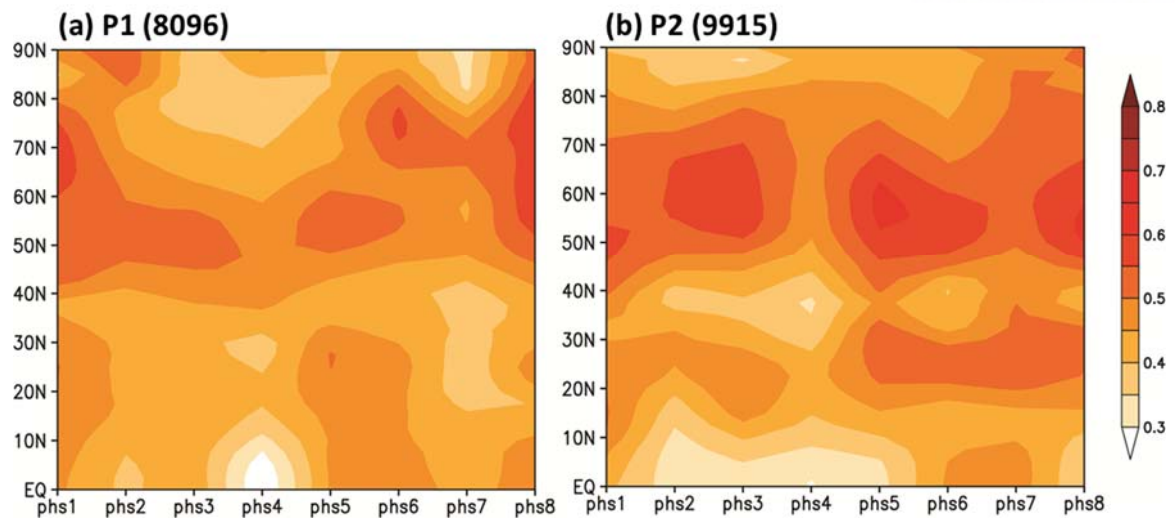 (a) P1 (8096)
90N
80N
70N
60N
50N
40N
30N
20N
10N
EQ
phs1 phs2 phs3 phs4 phs5 phs6 phs7 phs8
(b) P2 (9915)
90N
80N
70N
60N
50N
40N
30N
20N
10N
EQ
phs1 phs2 phs3 phs4 phs5 phs6 phs7 phs8
0.8
0.7
0.6
0.5
0.4
0.3